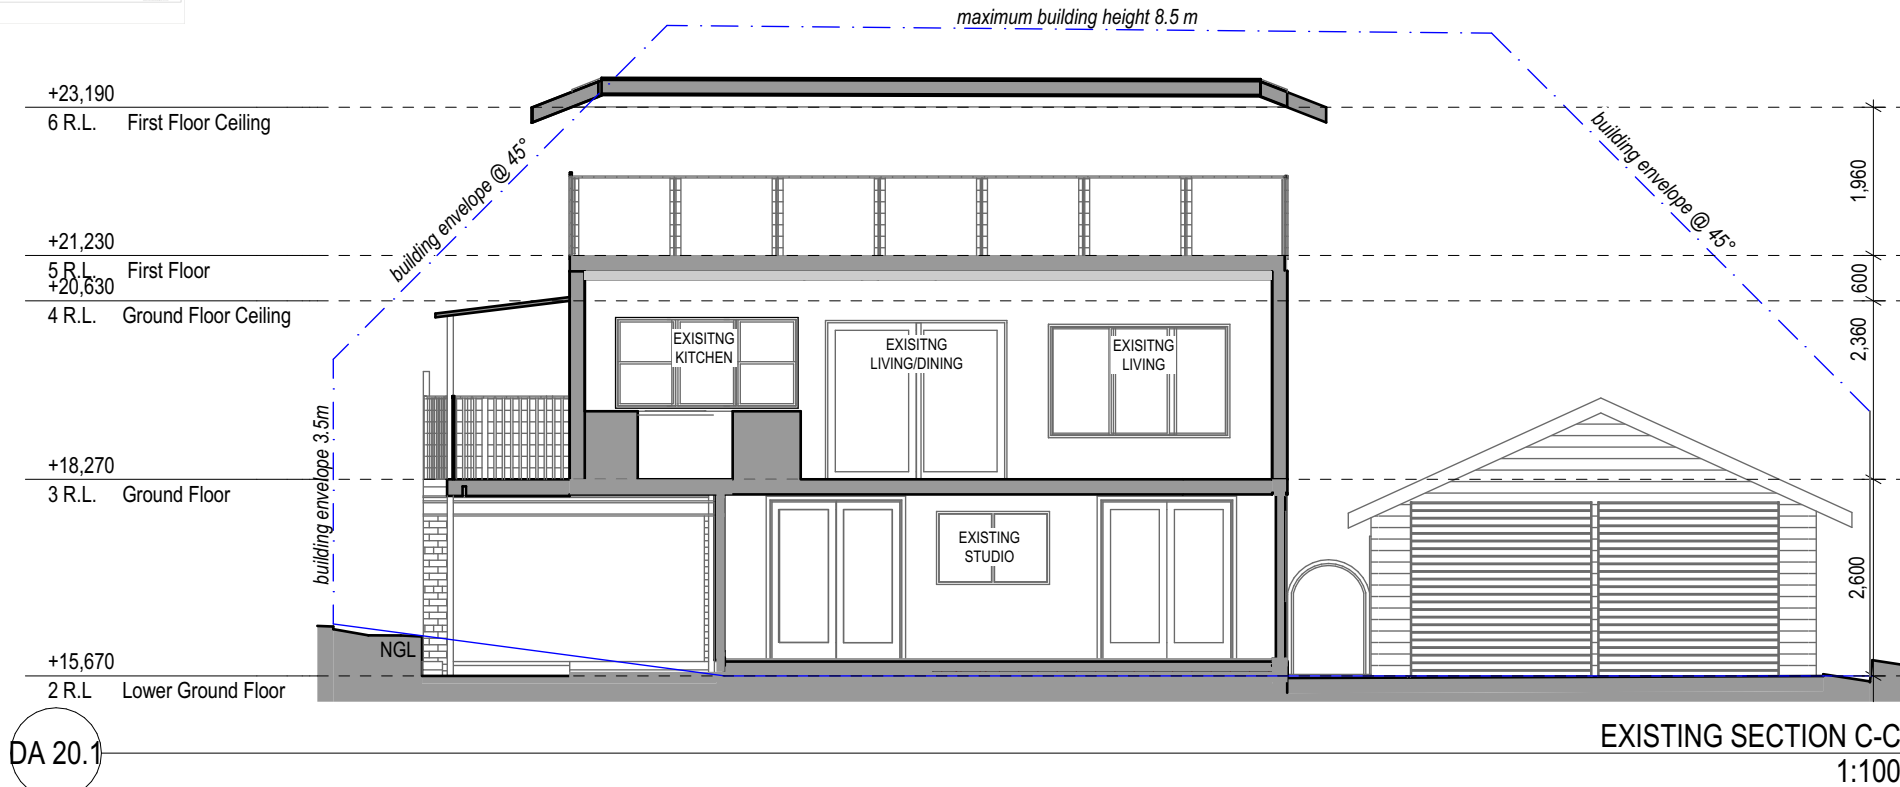 maximum building height 8.5 m
+23,190
6 R.L. First Floor Ceiling
building envelope @ 45°
building envelope @ 45°
1,960
+21,230
5 R.L. First Floor
600
+20,630
4 R.L. Ground Floor Ceiling
2,360
EXISITNG
KITCHEN
EXISITNG
LIVING/DINING
EXISITNG
LIVING
building envelope 3.5m
+18,270
3 R.L. Ground Floor
EXISTING
STUDIO
2,600
NGL
+15,670
2 R.L Lower Ground Floor
DA 20.1
EXISTING SECTION C-C
1:100